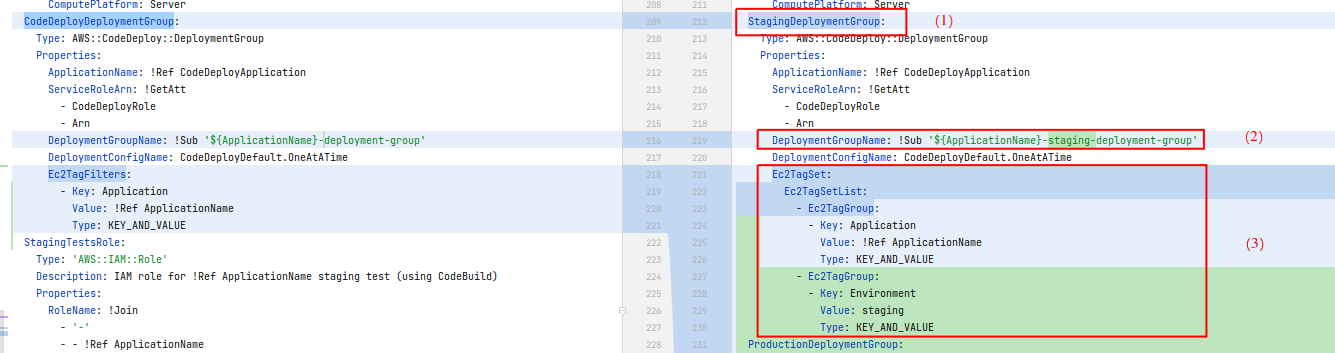 ComputePlatform: Server
CodeDeployDeploymentGroup:
Type: AWS::CodeDeploy::DeploymentGroup
Properties:
ApplicationName: !Ref CodeDeployApplication
ServiceRoleArn: !GetAtt
- CodeDeployRole
- Arn
DeploymentGroupName: !Sub '${ApplicationName}-deployment-group'
DeploymentConfigName: CodeDeployDefault.OneAtATime
Ec2TagFilters:
- Key: Application
Value: !Ref ApplicationName
Type: KEY_AND_VALUE
StagingTestsRole:
Type: 'AWS::IAM::Role'
Description: IAM role for !Ref ApplicationName staging test (using CodeBuild)
Properties:
RoleName: !Join
- '-'
- - !Ref ApplicationName
208 211
209 212
210 213
211 214
212 215
213 216
214 217
215 218
216 219
217 220
218 221
219 222
220 223
221 224
222 225
223 226
224 227
225 228
226 229
227 230
228 231
ComputePlatform: Server
StagingDeploymentGroup: (1)
Type: AWS::CodeDeploy::DeploymentGroup
Properties:
ApplicationName: !Ref CodeDeployApplication
ServiceRoleArn: !GetAtt
- CodeDeployRole
- Arn
DeploymentGroupName: !Sub '${ApplicationName}-staging-deployment-group' (2)
DeploymentConfigName: CodeDeployDefault.OneAtATime
Ec2TagSet:
Ec2TagSetList:
- Ec2TagGroup:
- Key: Application
Value: !Ref ApplicationName (3)
Type: KEY_AND_VALUE
- Ec2TagGroup:
- Key: Environment
Value: staging
Type: KEY_AND_VALUE
ProductionDeploymentGroup: